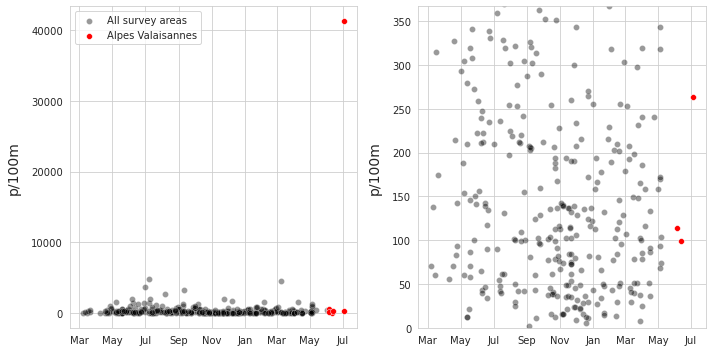 All survey areas
Alpes Valaisannes
p/100m
40000
30000
20000
10000
0
Mar May Jul Sep Nov Jan Mar May Jul
p/100m
350
300
250
200
150
100
50
0
Mar May Jul Sep Nov Jan Mar May Jul